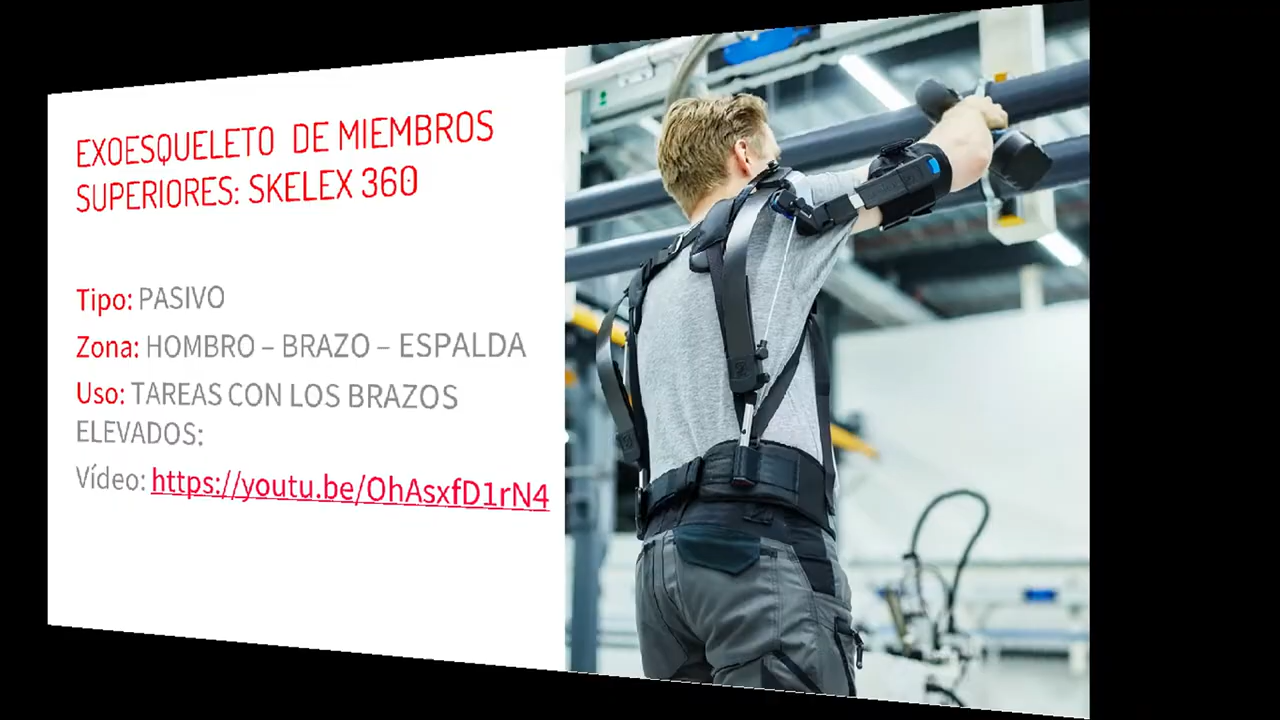 EXOESQUELETO DE MIEMBROS
SUPERIORES: SKELEX 360
Tipo: PASIVO
Zona: HOMBRO – BRAZO – ESPALDA
Uso: TAREAS CON LOS BRAZOS
ELEVADOS:
Vídeo: https://youtu.be/OhAsxfD1rN4